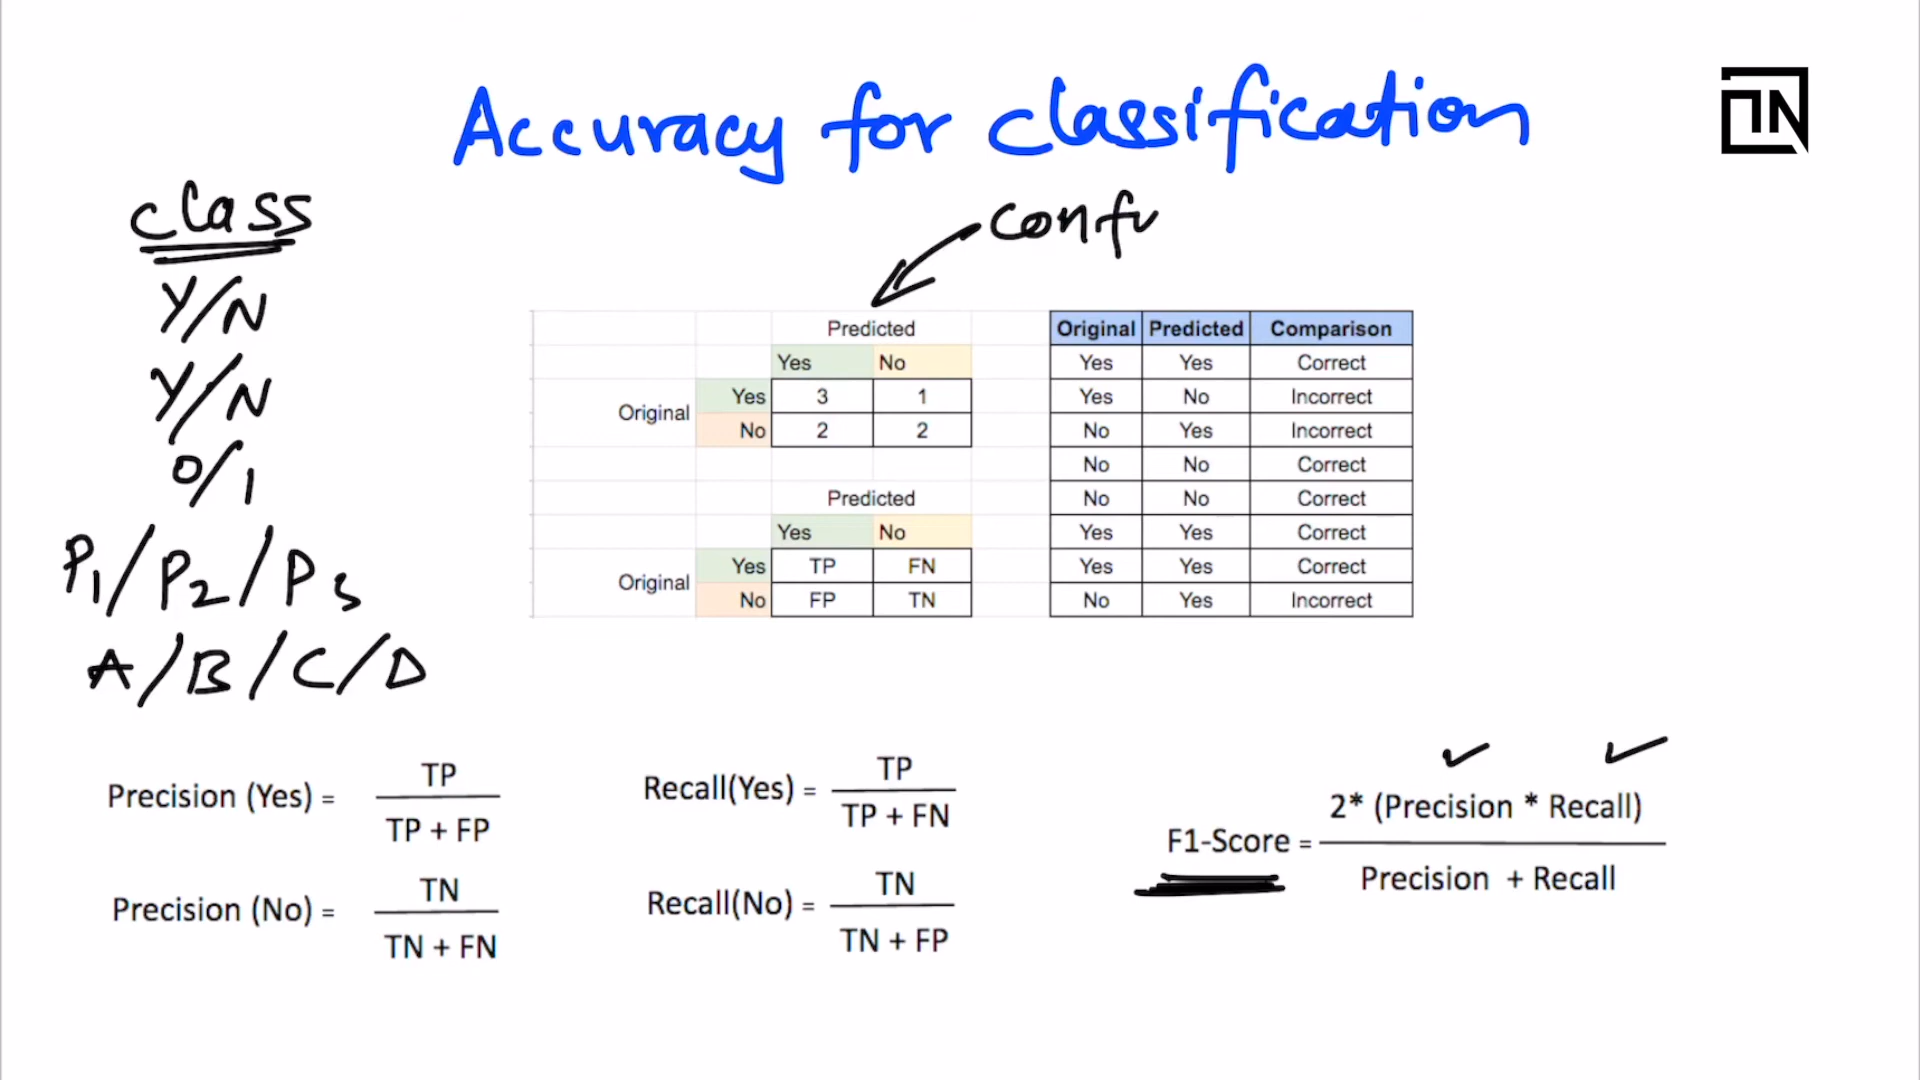 Accuracy for classification
class
Y/N
Y/N
0/1
P1/P2/P3
A/B/C/D
confu
Predicted
Yes No
Original Yes 3 1
No 2 2
Predicted
Yes No
Original Yes TP FN
No FP TN
Original Predicted Comparison
Yes Yes Correct
Yes No Incorrect
No Yes Incorrect
No No Correct
No No Correct
Yes Yes Correct
Yes Yes Correct
No Yes Incorrect
Precision (Yes) =
TP
TP + FP
Precision (No) =
TN
TN + FN
Recall(Yes) =
TP
TP + FN
Recall(No) =
TN
TN + FP
F1-Score =
2* (Precision * Recall)
Precision + Recall